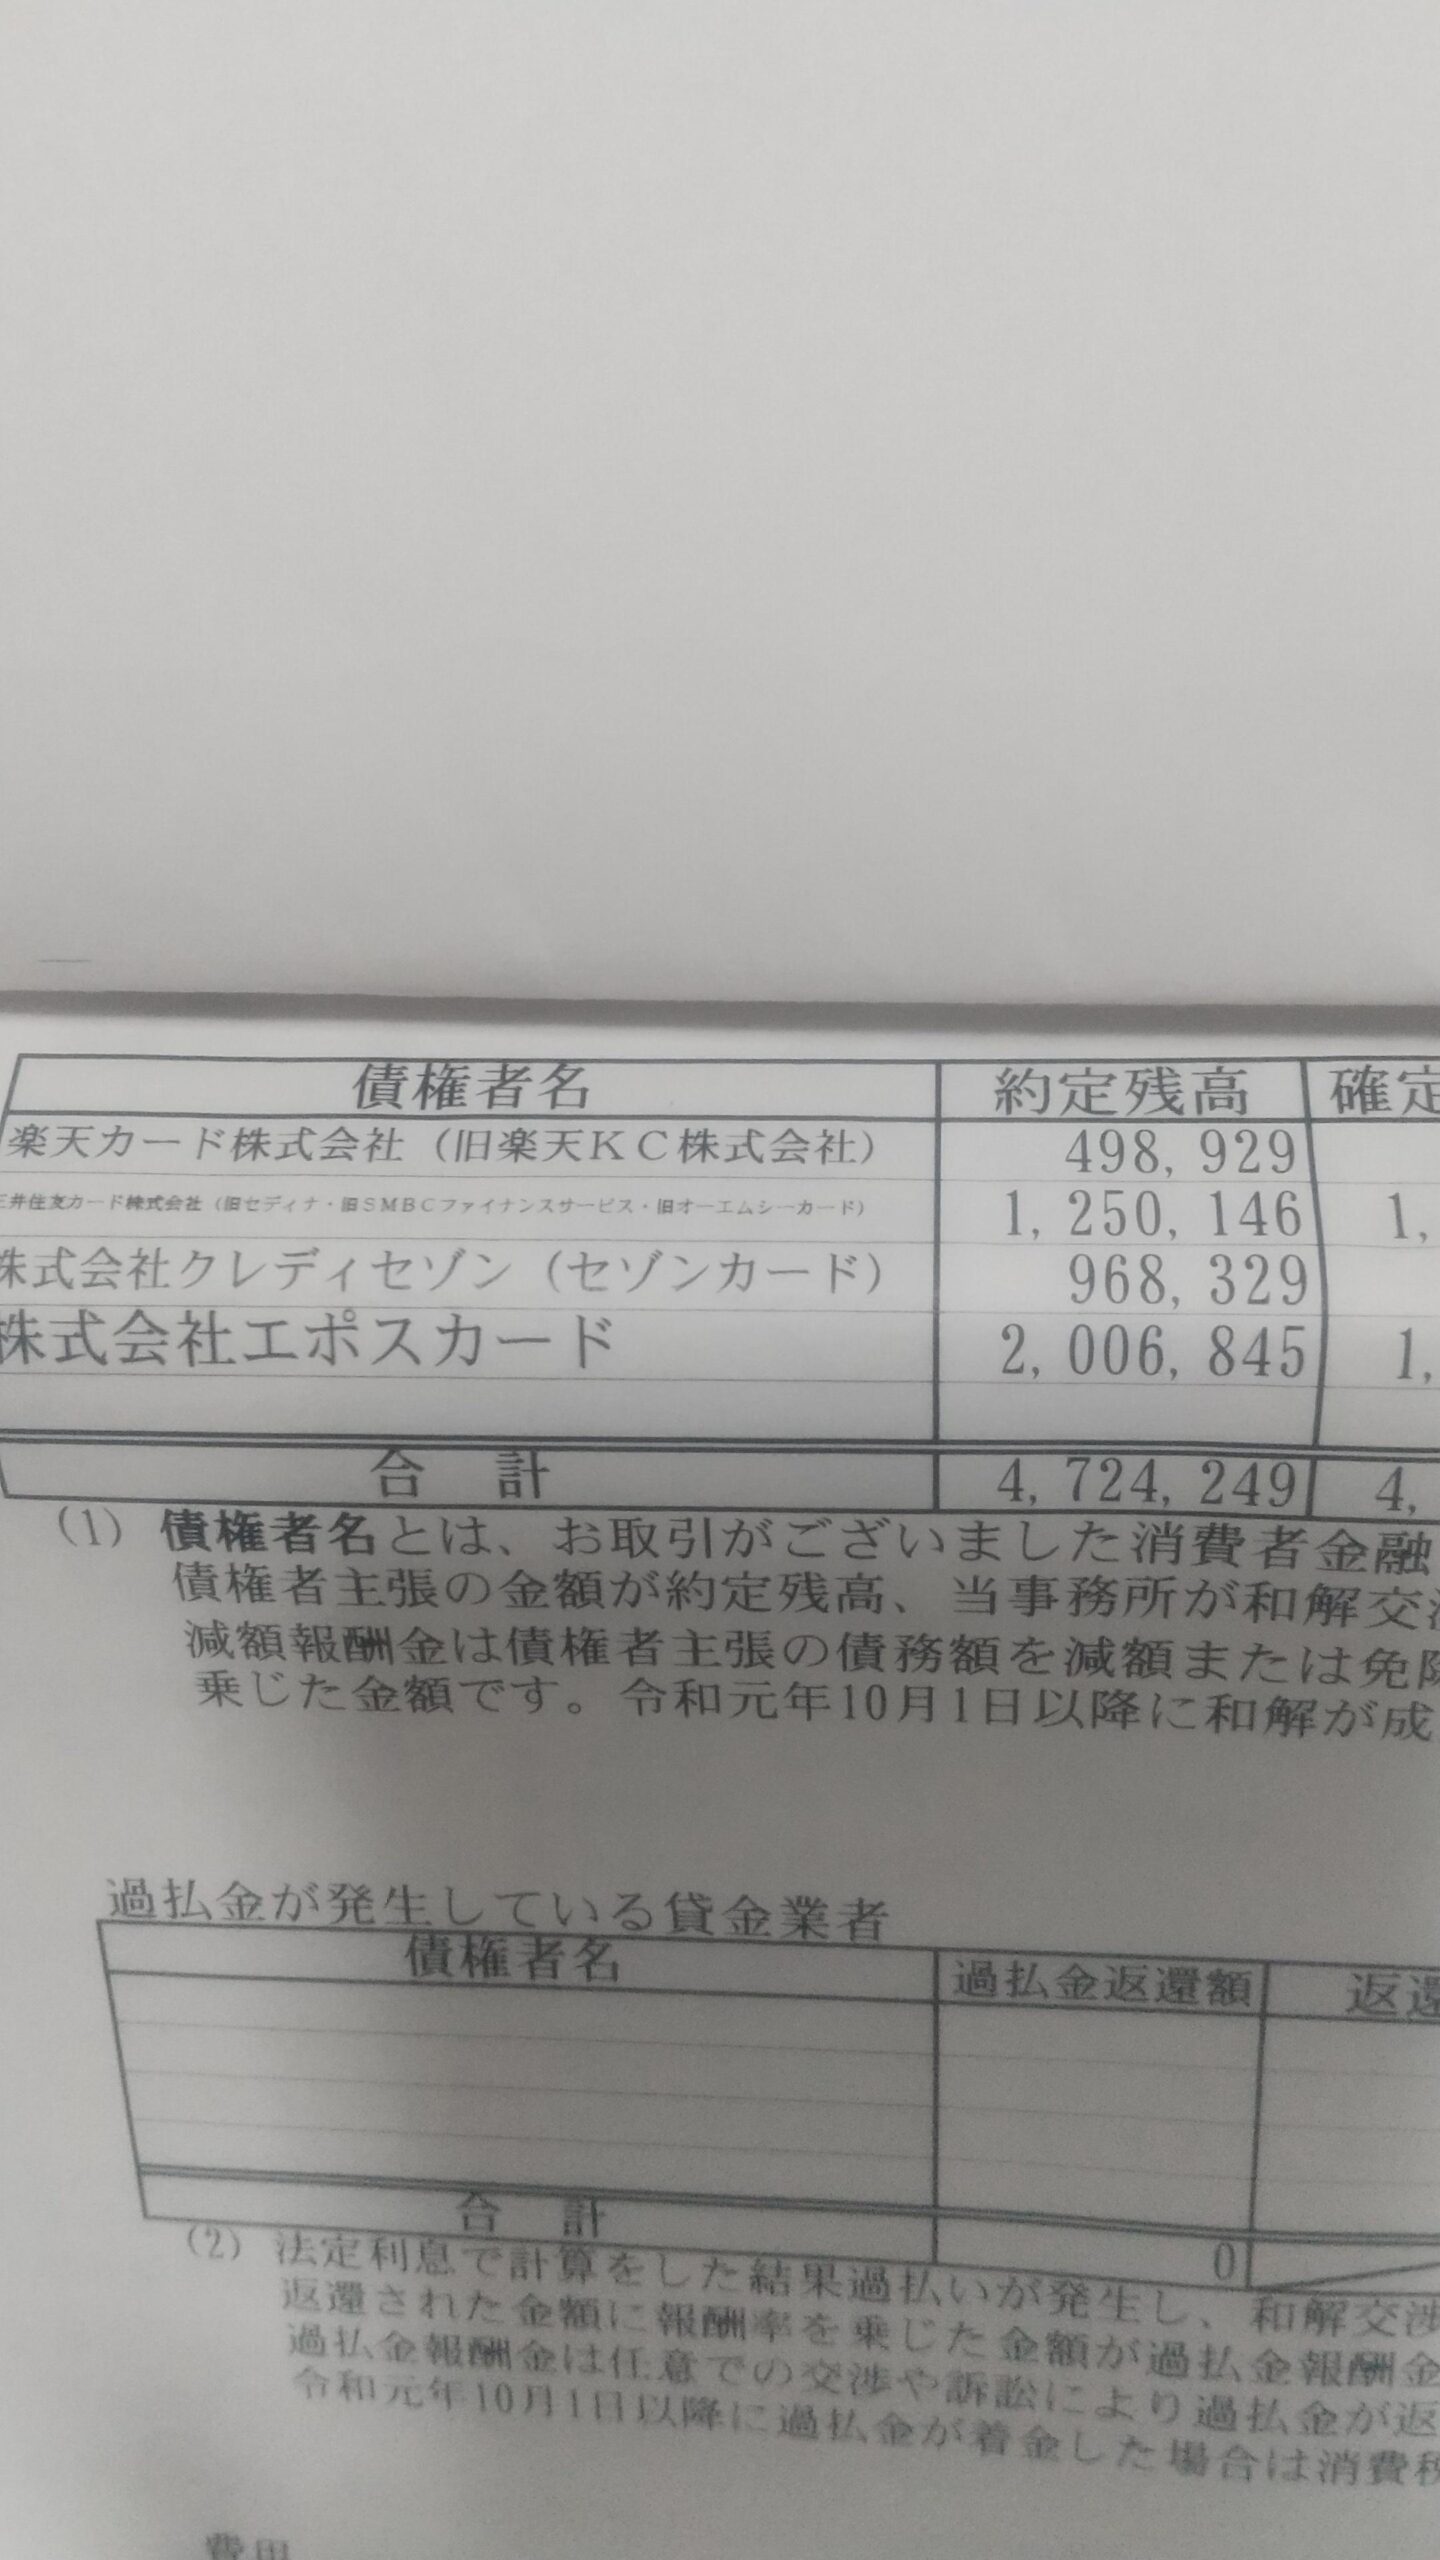 債権者名 約定残高 確定
楽天カード株式会社（旧楽天ＫＣ株式会社） 498,929
三井住友カード株式会社（旧セディナ・旧ＳＭＢＣファイナンスサービス・旧オーエムシーカード） 1,250,146 1,
株式会社クレディセゾン（セゾンカード） 968,329
株式会社エポスカード 2,006,845 1,
合　計 4,724,249 4,
(1) 債権者名とは、お取引がございました消費者金融
債権者主張の金額が約定残高、当事務所が和解交渉
減額報酬金は債権者主張の債務額を減額または免除
乗じた金額です。令和元年10月1日以降に和解が成
過払金が発生している貸金業者
債権者名 過払金返還額 返還
合　計 0
(2) 法定利息で計算をした結果過払いが発生し、和解交渉
返還された金額に報酬率を乗じた金額が過払金報酬金
過払金報酬金は任意での交渉や訴訟により過払金が返
令和元年10月1日以降に過払金が着金した場合は消費税
費用